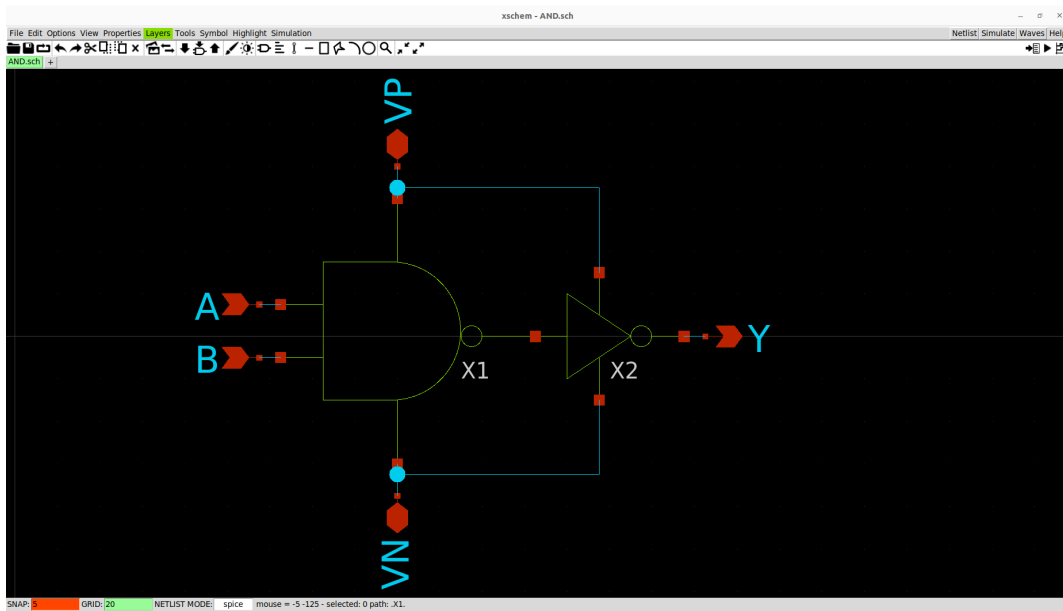 xschem - AND.sch
File Edit Options View Properties Layers Tools Symbol Highlight Simulation
Netlist Simulate Waves Help
AND.sch +
VP
A
B
X1
X2
Y
VN
SNAP: 5 GRID: 20 NETLIST MODE: spice mouse = -5 -125 - selected: 0 path: .X1.